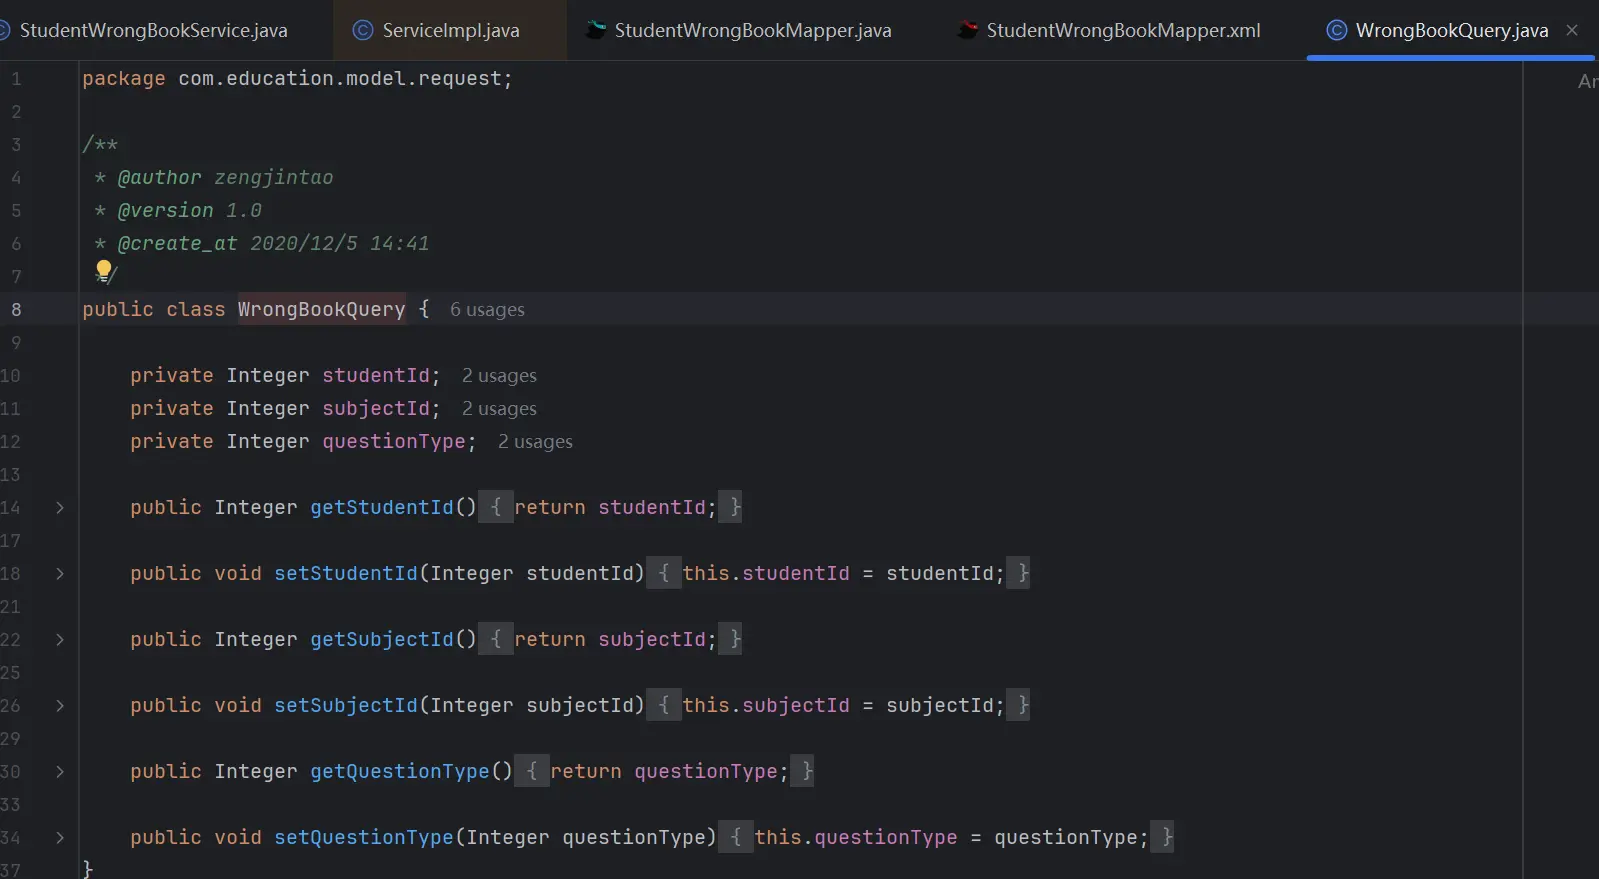 StudentWrongBookService.java ServiceImpl.java StudentWrongBookMapper.java StudentWrongBookMapper.xml WrongBookQuery.java
1 package com.education.model.request;
2
3 /**
4 * @author zengjintao
5 * @version 1.0
6 * @create_at 2020/12/5 14:41
7 */
8 public class WrongBookQuery { 6 usages
9
10 private Integer studentId; 2 usages
11 private Integer subjectId; 2 usages
12 private Integer questionType; 2 usages
13
14 public Integer getStudentId() { return studentId; }
17
18 public void setStudentId(Integer studentId) { this.studentId = studentId; }
21
22 public Integer getSubjectId() { return subjectId; }
25
26 public void setSubjectId(Integer subjectId) { this.subjectId = subjectId; }
29
30 public Integer getQuestionType() { return questionType; }
33
34 public void setQuestionType(Integer questionType) { this.questionType = questionType; }
37 }